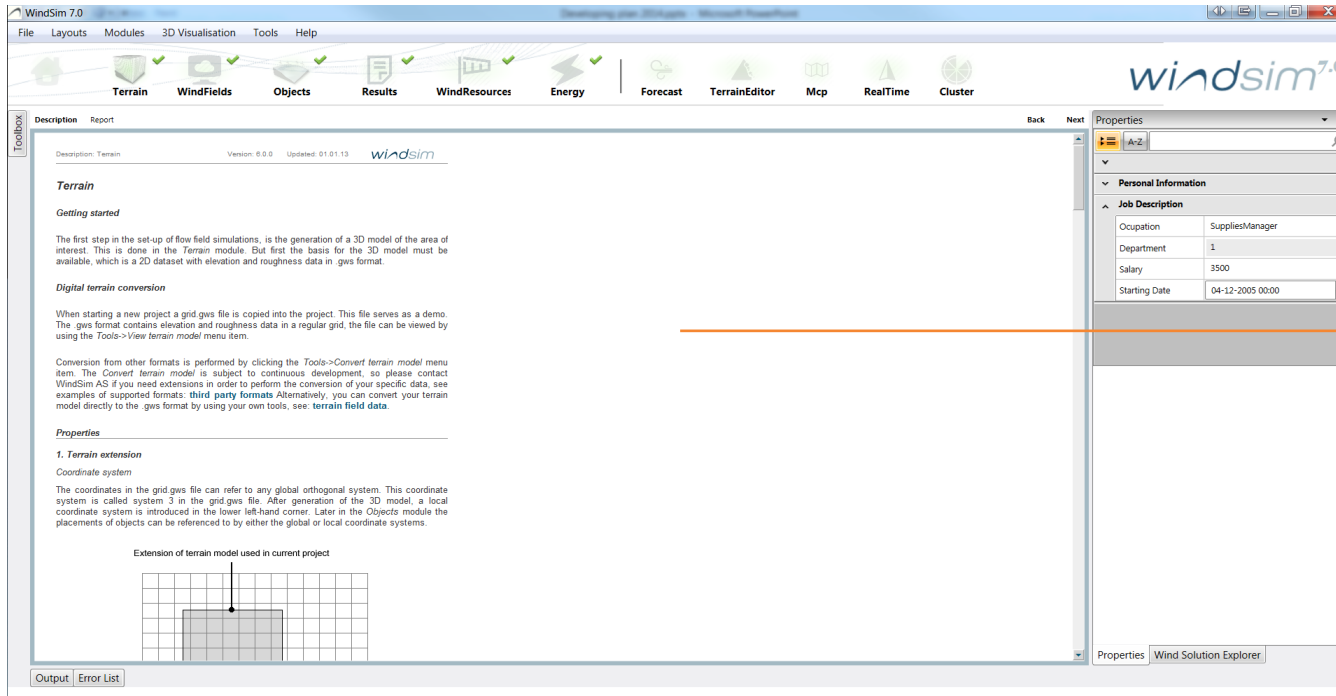 WindSim 7.0
Developing plan 2014.pptx - Microsoft PowerPoint
File Layouts Modules 3D Visualisation Tools Help
Terrain WindFields Objects Results WindResources Energy Forecast TerrainEditor Mcp RealTime Cluster
windsim 7.0
Toolbox
Description Report Back Next
Properties
A-Z
Description: Terrain Version: 6.0.0 Updated: 01.01.13 windsim
Personal Information
Job Description
Ocupation SuppliesManager
Department 1
Salary 3500
Starting Date 04-12-2005 00:00
Terrain
Getting started
The first step in the set-up of flow field simulations, is the generation of a 3D model of the area of
interest. This is done in the Terrain module. But first the basis for the 3D model must be
available, which is a 2D dataset with elevation and roughness data in .gws format.
Digital terrain conversion
When starting a new project a grid.gws file is copied into the project. This file serves as a demo.
The .gws format contains elevation and roughness data in a regular grid, the file can be viewed by
using the Tools->View terrain model menu item.
Conversion from other formats is performed by clicking the Tools->Convert terrain model menu
item. The Convert terrain model is subject to continuous development, so please contact
WindSim AS if you need extensions in order to perform the conversion of your specific data, see
examples of supported formats: third party formats Alternatively, you can convert your terrain
model directly to the .gws format by using your own tools, see: terrain field data.
Properties
1. Terrain extension
Coordinate system
The coordinates in the grid.gws file can refer to any global orthogonal system. This coordinate
system is called system 3 in the grid.gws file. After generation of the 3D model, a local
coordinate system is introduced in the lower left-hand corner. Later in the Objects module the
placements of objects can be referenced to by either the global or local coordinate systems.
Extension of terrain model used in current project
Properties Wind Solution Explorer
Output Error List